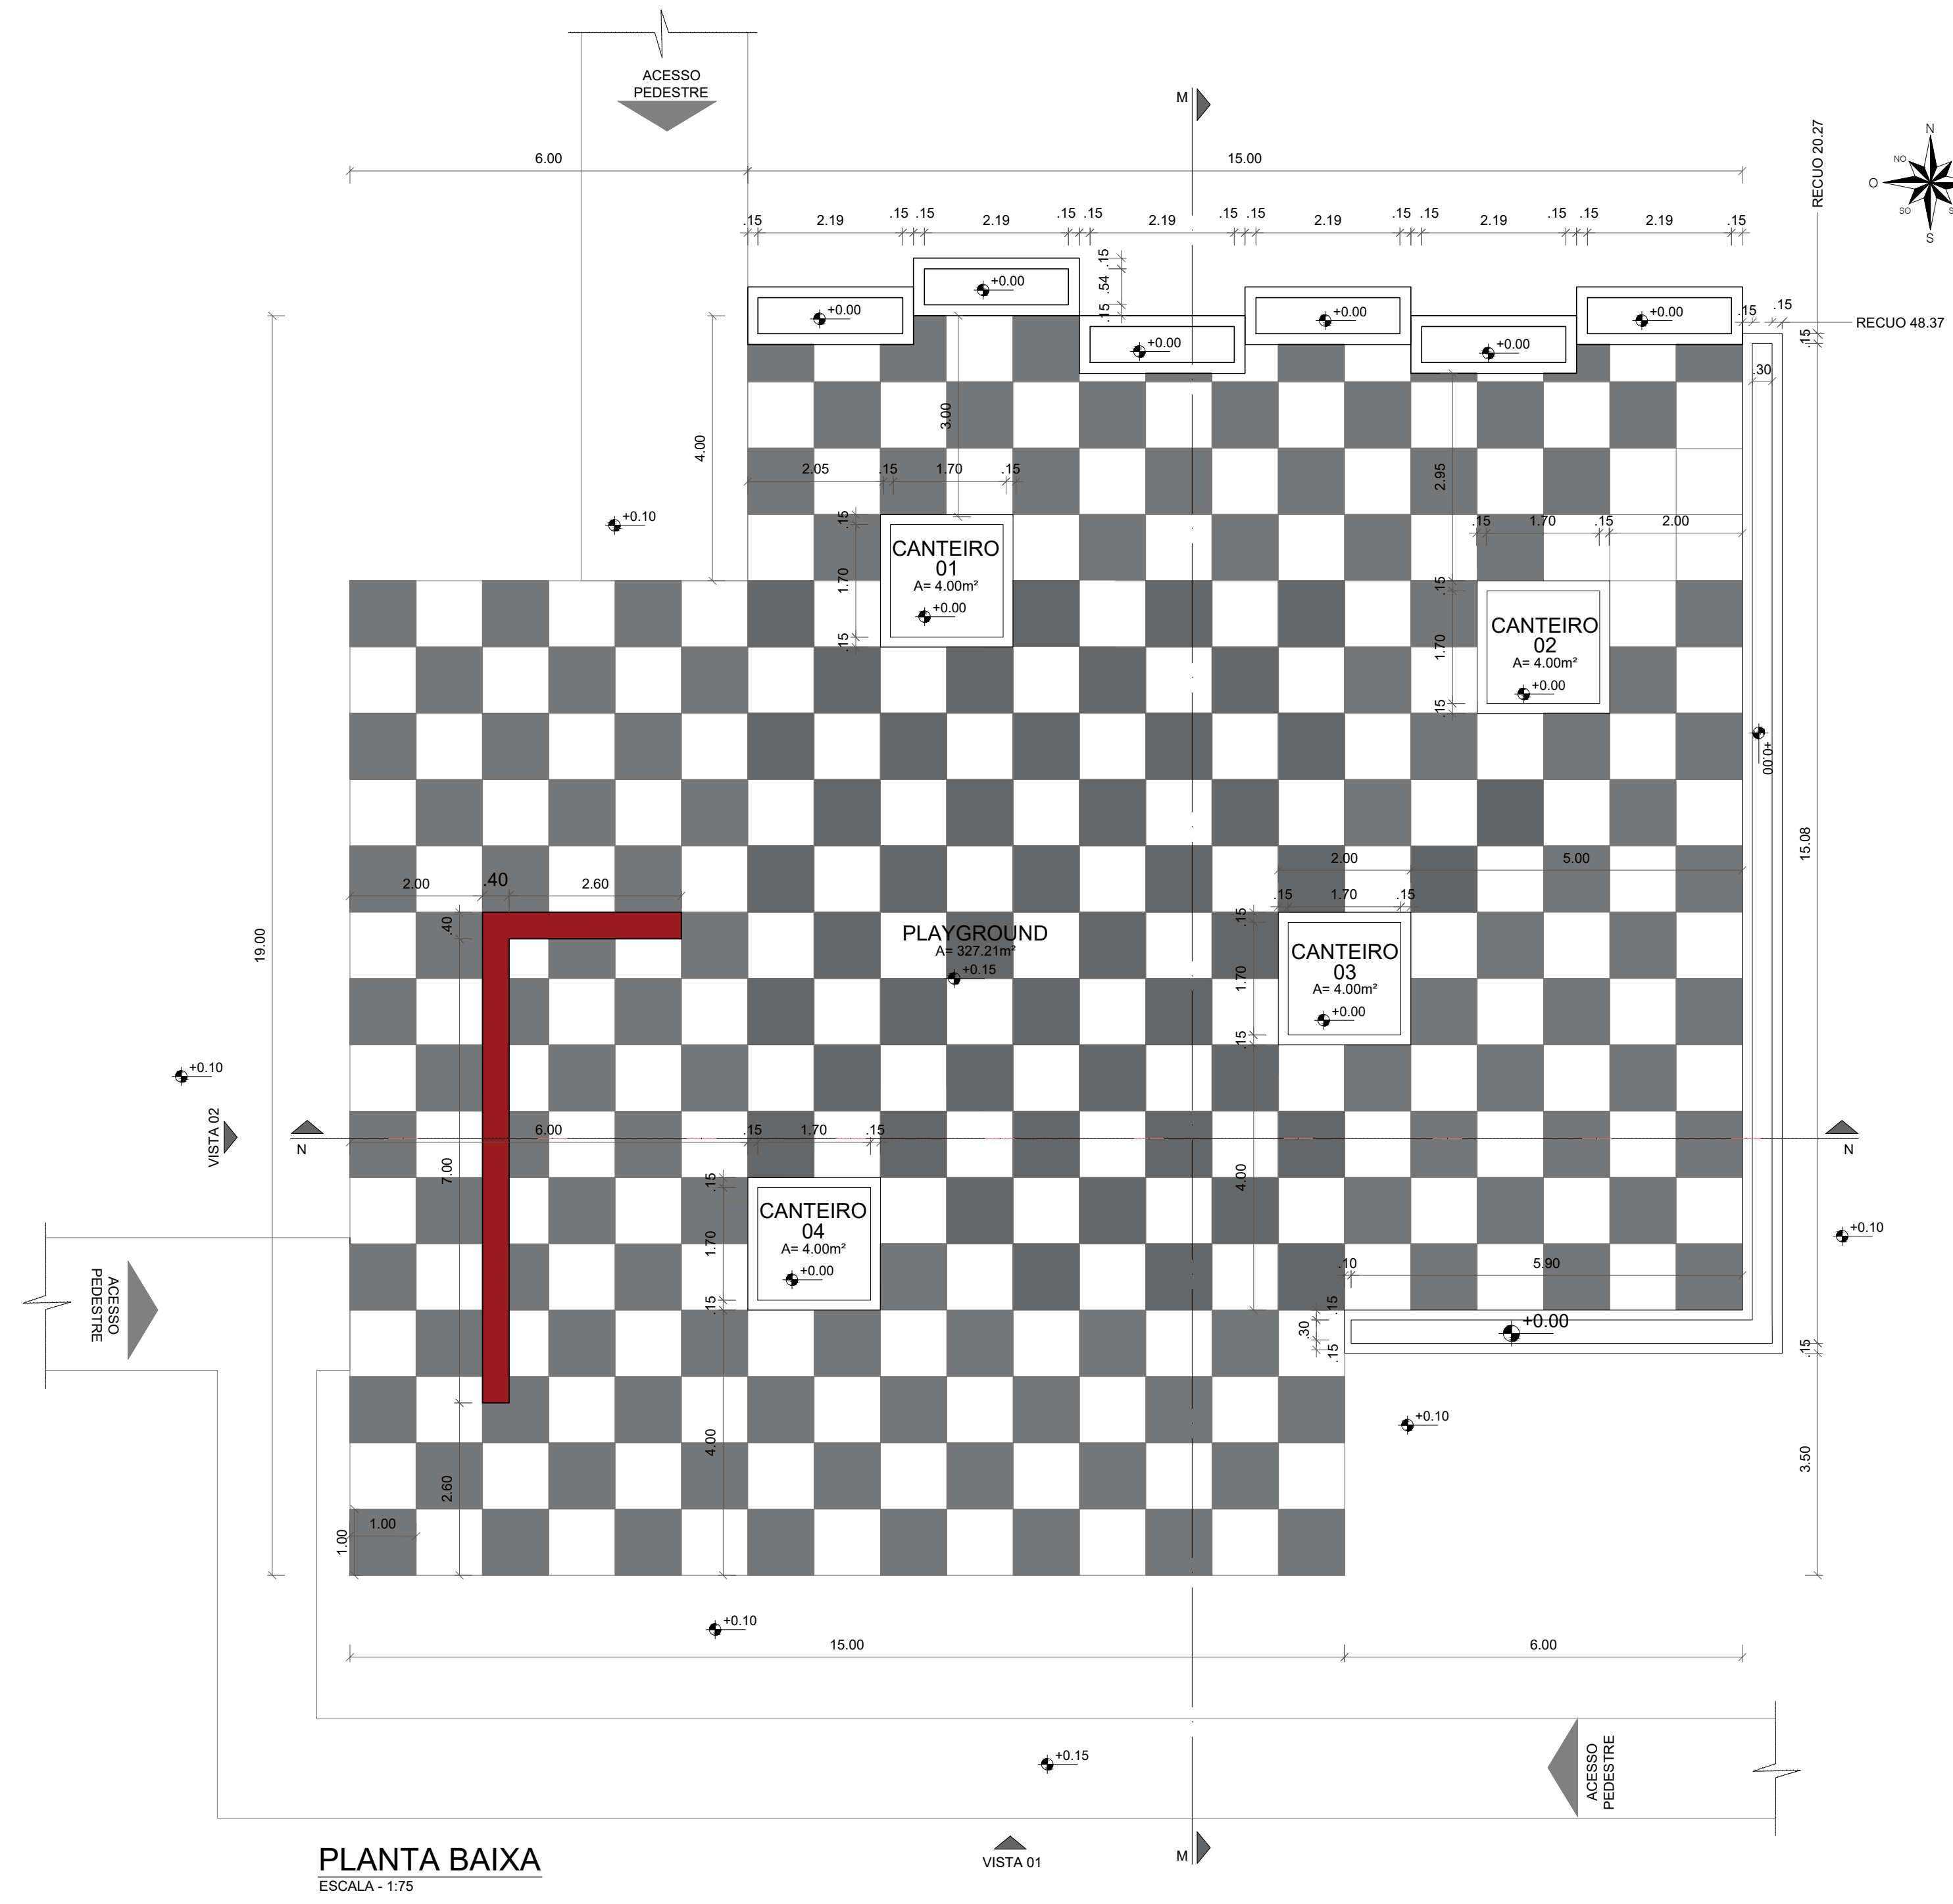 ACESSO
PEDESTRE
M
RECUO 20.27
N
NO
O
SO
S
S
6.00
15.00
.15 2.19 .15 .15 2.19 .15 .15 2.19 .15 .15 2.19 .15 .15 2.19 .15 .15 2.19 .15
.15
.54
.15
+0.00
+0.00
+0.00
+0.00
+0.00
+0.00
.15
.15
RECUO 48.37
.15
.30
3.00
4.00
2.05 .15 1.70 .15
2.95
+0.10
.15 1.70 .15 2.00
.15
1.70
.15
CANTEIRO
01
A= 4.00m²
+0.00
.15
1.70
.15
CANTEIRO
02
A= 4.00m²
+0.00
+0.00
15.08
2.00 5.00
2.00 .40 2.60
.15 1.70 .15
.40
19.00
PLAYGROUND
A= 327.21m²
+0.15
.15
1.70
.15
CANTEIRO
03
A= 4.00m²
+0.00
+0.10
VISTA 02
N
6.00 .15 1.70 .15
N
7.00
4.00
.15
1.70
.15
CANTEIRO
04
A= 4.00m²
+0.00
+0.10
ACESSO
PEDESTRE
.10 5.90
.15
.30
.15
+0.00
.15
+0.10
4.00
2.60
3.50
1.00
1.00
+0.10
15.00
6.00
+0.15
ACESSO
PEDESTRE
PLANTA BAIXA
ESCALA - 1:75
VISTA 01
M